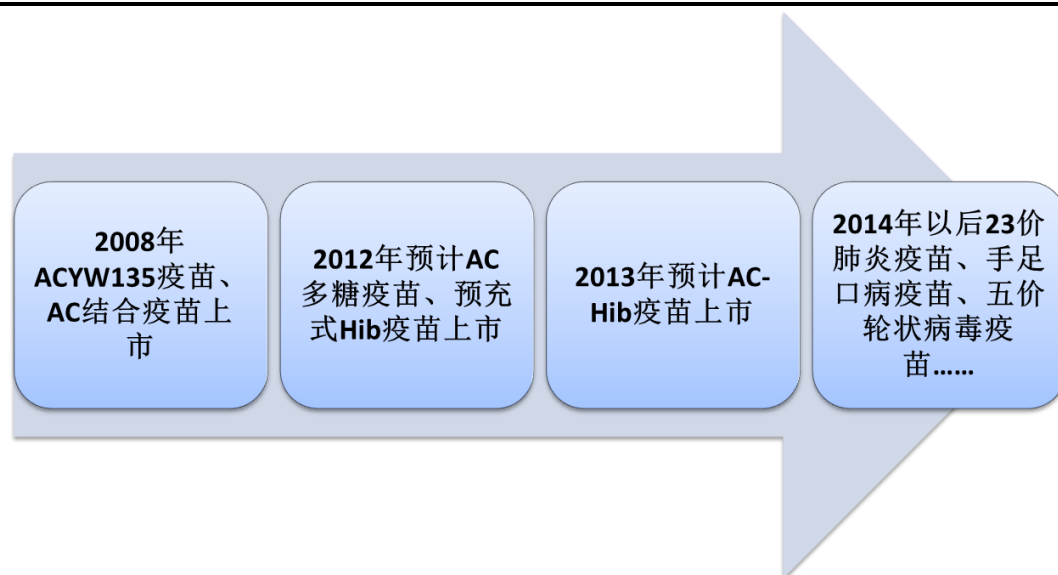 2008年
ACYW135疫苗、
AC结合疫苗上
市
2012年预计AC
多糖疫苗、预充
式Hib疫苗上市
2013年预计AC-
Hib疫苗上市
2014年以后23价
肺炎疫苗、手足
口病疫苗、五价
轮状病毒疫
苗......